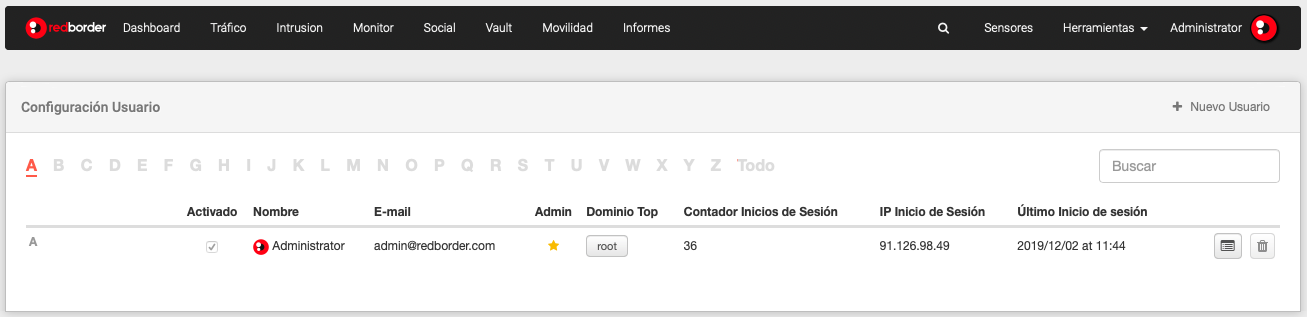 redborder Dashboard Tráfico Intrusion Monitor Social Vault Movilidad Informes Sensores Herramientas Administrator
Configuración Usuario + Nuevo Usuario
A B C D E F G H I J K L M N O P Q R S T U V W X Y Z Todo Buscar
Activado Nombre E-mail Admin Dominio Top Contador Inicios de Sesión IP Inicio de Sesión Último Inicio de sesión
A Administrator admin@redborder.com root 36 91.126.98.49 2019/12/02 at 11:44